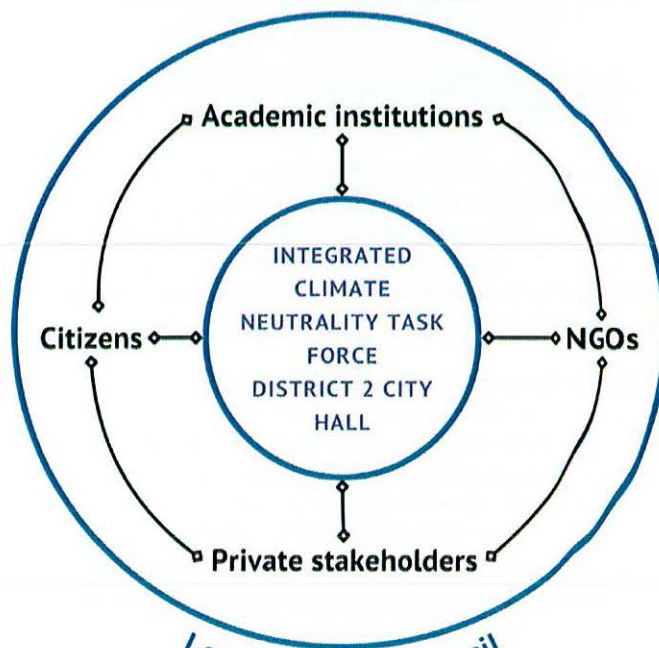 Academic institutions
INTEGRATED
CLIMATE
NEUTRALITY TASK
FORCE
DISTRICT 2 CITY
HALL
Citizens
NGOs
Private stakeholders